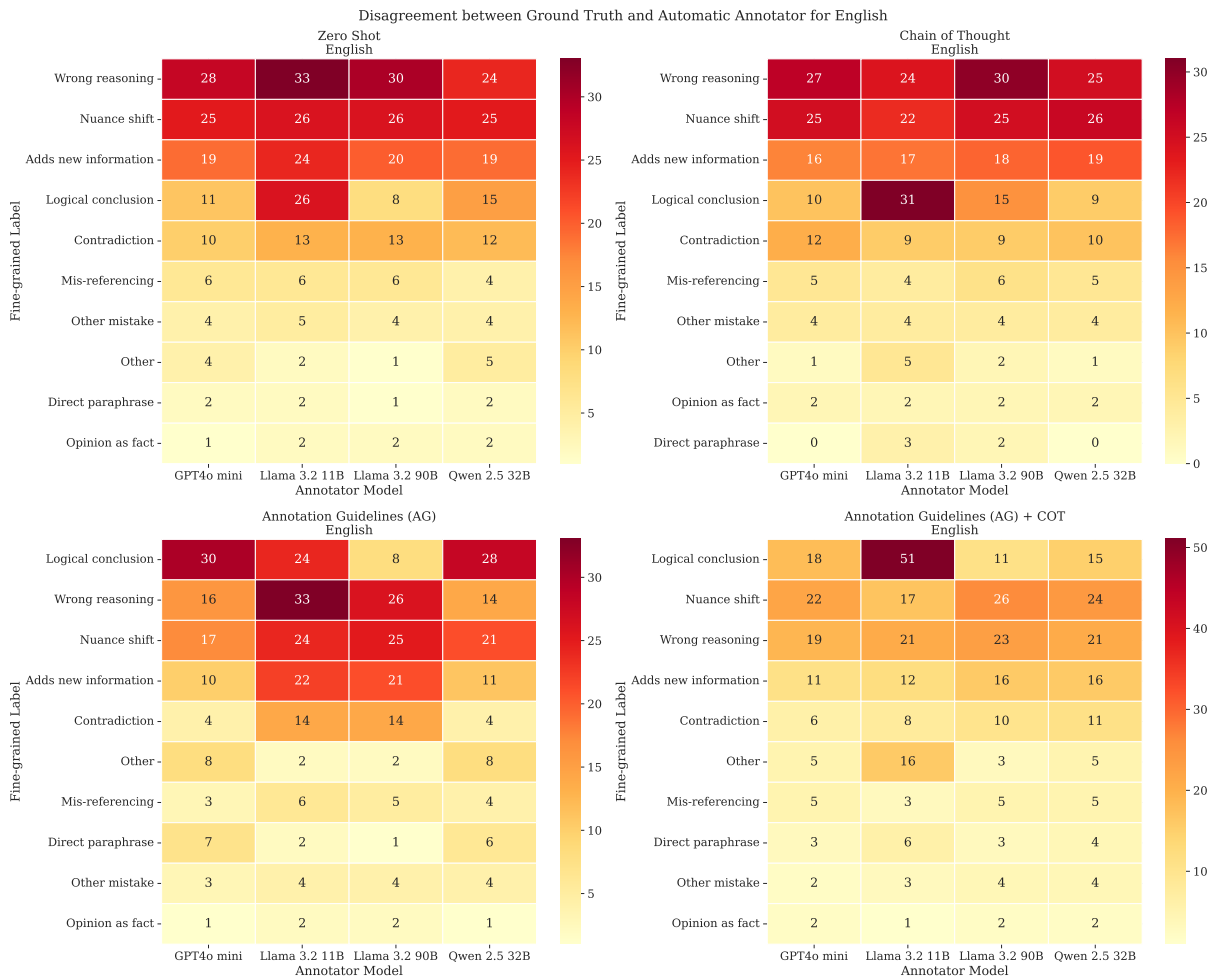 Disagreement between Ground Truth and Automatic Annotator for English
Zero Shot
English
Fine-grained Label
Wrong reasoning 28 33 30 24
Nuance shift 25 26 26 25
Adds new information 19 24 20 19
Logical conclusion 11 26 8 15
Contradiction 10 13 13 12
Mis-referencing 6 6 6 4
Other mistake 4 5 4 4
Other 4 2 1 5
Direct paraphrase 2 2 1 2
Opinion as fact 1 2 2 2
GPT4o mini Llama 3.2 11B Llama 3.2 90B Qwen 2.5 32B
Annotator Model
30
25
20
15
10
5
Chain of Thought
English
Fine-grained Label
Wrong reasoning 27 24 30 25
Nuance shift 25 22 25 26
Adds new information 16 17 18 19
Logical conclusion 10 31 15 9
Contradiction 12 9 9 10
Mis-referencing 5 4 6 5
Other mistake 4 4 4 4
Other 1 5 2 1
Opinion as fact 2 2 2 2
Direct paraphrase 0 3 2 0
GPT4o mini Llama 3.2 11B Llama 3.2 90B Qwen 2.5 32B
Annotator Model
30
25
20
15
10
5
0
Annotation Guidelines (AG)
English
Fine-grained Label
Logical conclusion 30 24 8 28
Wrong reasoning 16 33 26 14
Nuance shift 17 24 25 21
Adds new information 10 22 21 11
Contradiction 4 14 14 4
Other 8 2 2 8
Mis-referencing 3 6 5 4
Direct paraphrase 7 2 1 6
Other mistake 3 4 4 4
Opinion as fact 1 2 2 1
GPT4o mini Llama 3.2 11B Llama 3.2 90B Qwen 2.5 32B
Annotator Model
30
25
20
15
10
5
Annotation Guidelines (AG) + COT
English
Fine-grained Label
Logical conclusion 18 51 11 15
Nuance shift 22 17 26 24
Wrong reasoning 19 21 23 21
Adds new information 11 12 16 16
Contradiction 6 8 10 11
Other 5 16 3 5
Mis-referencing 5 3 5 5
Direct paraphrase 3 6 3 4
Other mistake 2 3 4 4
Opinion as fact 2 1 2 2
GPT4o mini Llama 3.2 11B Llama 3.2 90B Qwen 2.5 32B
Annotator Model
50
40
30
20
10